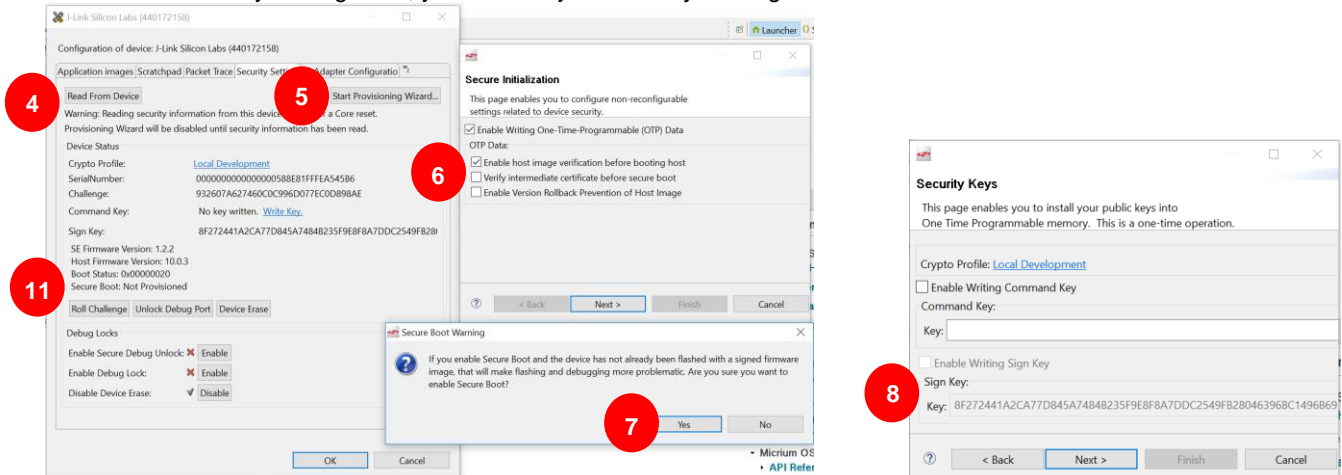 J-Link Silicon Labs (440172158)
Configuration of device: J-Link Silicon Labs (440172158)
Application images Scratchpad Packet Trace Security Adapter Configuratio
4
Read From Device
5
Start Provisioning Wizard...
Warning: Reading security information from this a Core reset.
Provisioning Wizard will be disabled until security information has been read.
Device Status
Crypto Profile: Local Development
SerialNumber: 0000000000000000588E81FFFEA545B6
Challenge: 932607A627460C0C996D077EC0D898AE
Command Key: No key written. Write Key.
Sign Key: 8F272441A2CA77D845A7484B235F9E8F8A7DDC2549FB28
SE Firmware Version: 1.2.2
Host Firmware Version: 10.0.3
Boot Status: 0x00000020
Secure Boot: Not Provisioned
11
Roll Challenge Unlock Debug Port Device Erase
Debug Locks
Enable Secure Debug Unlock: Enable
Enable Debug Lock: Enable
Disable Device Erase: Disable
OK Cancel
Launcher
Secure Initialization
This page enables you to configure non-reconfigurable
settings related to device security.
Enable Writing One-Time-Programmable (OTP) Data
OTP Data:
6
Enable host image verification before booting host
Verify intermediate certificate before secure boot
Enable Version Rollback Prevention of Host Image
< Back Next > Finish Cancel
Secure Boot Warning
If you enable Secure Boot and the device has not already been flashed with a signed firmware
image, that will make flashing and debugging more problematic. Are you sure you want to
enable Secure Boot?
7
Yes No
Micrium OS
API Refer
Security Keys
This page enables you to install your public keys into
One Time Programmable memory. This is a one-time operation.
Crypto Profile: Local Development
Enable Writing Command Key
Command Key:
Key:
Enable Writing Sign Key
Sign Key:
8
Key: 8F272441A2CA77D845A7484B235F9E8F8A7DDC2549FB28046396BC1496B69
< Back Next > Finish Cancel